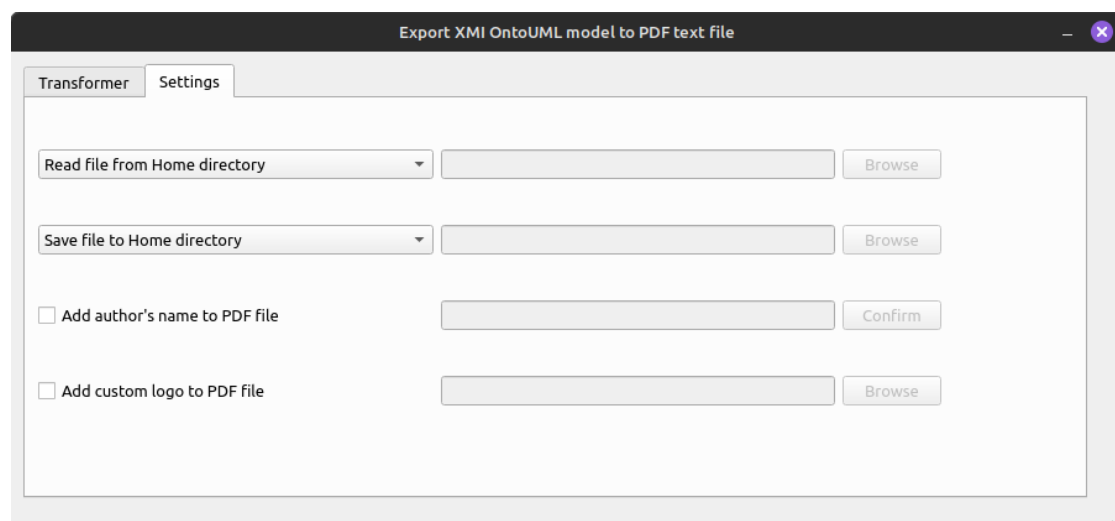 Export XMI OntoUML model to PDF text file
Transformer Settings
Read file from Home directory Browse
Save file to Home directory Browse
Add author's name to PDF file Confirm
Add custom logo to PDF file Browse